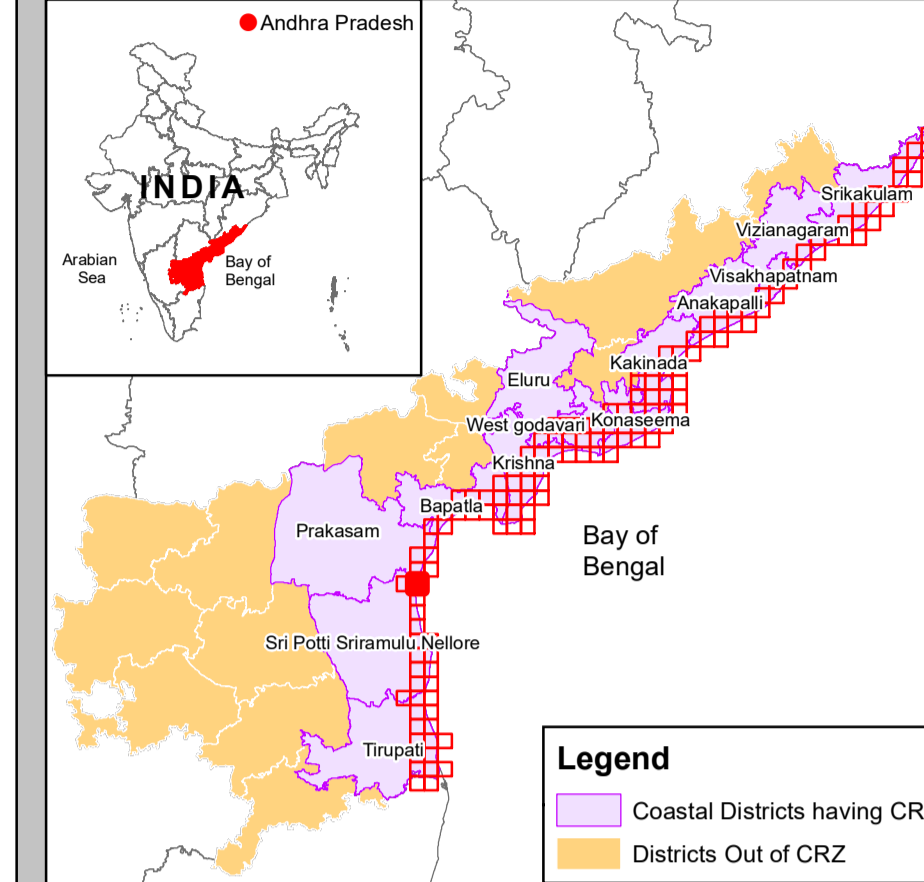 Andhra Pradesh
INDIA
Arabian
Sea
Bay of
Bengal
Srikakulam
Vizianagaram
Visakhapatnam
Anakapalli
Kakinada
Eluru
West godavari
Konaseema
Krishna
Bapatla
Prakasam
Bay of
Bengal
Sri Potti Sriramulu Nellore
Tirupati
Legend
Coastal Districts having CR
Districts Out of CRZ